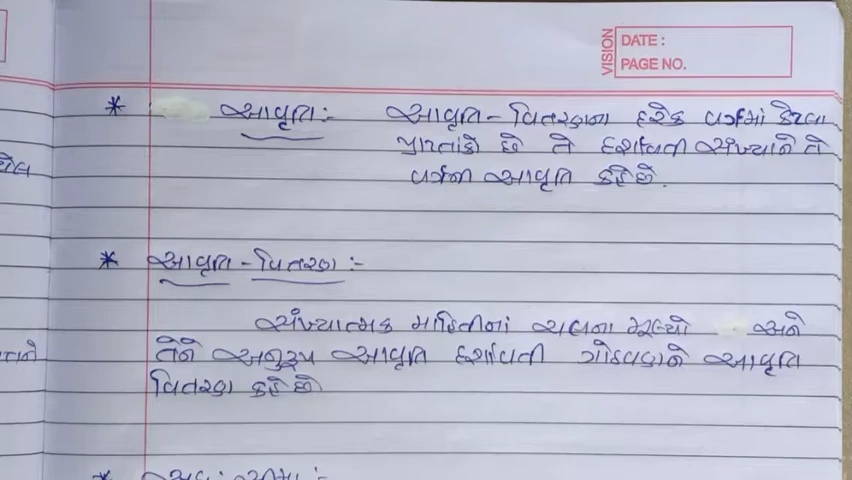 VISION
DATE :
PAGE NO.
* આવૃત્તિ :- આવૃત્તિ - વિતરણના દરેક વર્ગમાં કેટલા
પ્રાપ્તાંકો છે તે દર્શાવતી સંખ્યાને તે
વર્ગની આવૃત્તિ કહે છે.
* આવૃત્તિ - વિતરણ :-
સંખ્યાત્મક માહિતીનાં ચલના મૂલ્યો અને
તેને અનુરૂપ આવૃત્તિ દર્શાવતી ગોઠવણને આવૃત્તિ
વિતરણ કહે છે